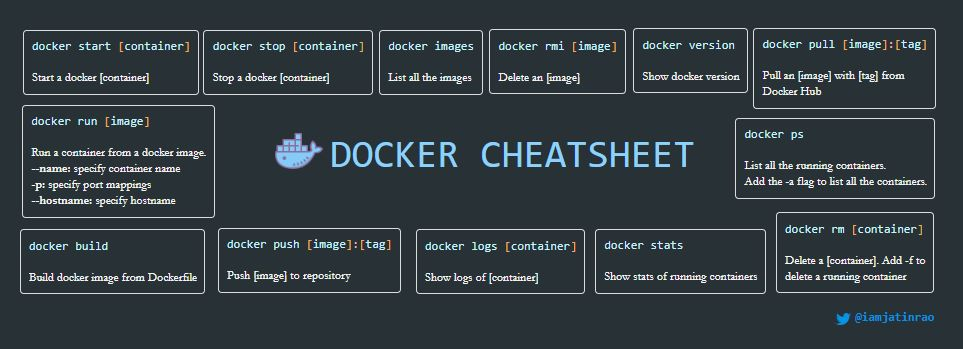 docker start [container]
Start a docker [container]
docker stop [container]
Stop a docker [container]
docker images
List all the images
docker rmi [image]
Delete an [image]
docker version
Show docker version
docker pull [image]:[tag]
Pull an [image] with [tag] from
Docker Hub
docker run [image]
Run a container from a docker image.
--name: specify container name
-p: specify port mappings
--hostname: specify hostname
DOCKER CHEATSHEET
docker ps
List all the running containers.
Add the -a flag to list all the containers.
docker build
Build docker image from Dockerfile
docker push [image]:[tag]
Push [image] to repository
docker logs [container]
Show logs of [container]
docker stats
Show stats of running containers
docker rm [container]
Delete a [container]. Add -f to
delete a running container
@iamjatinrao